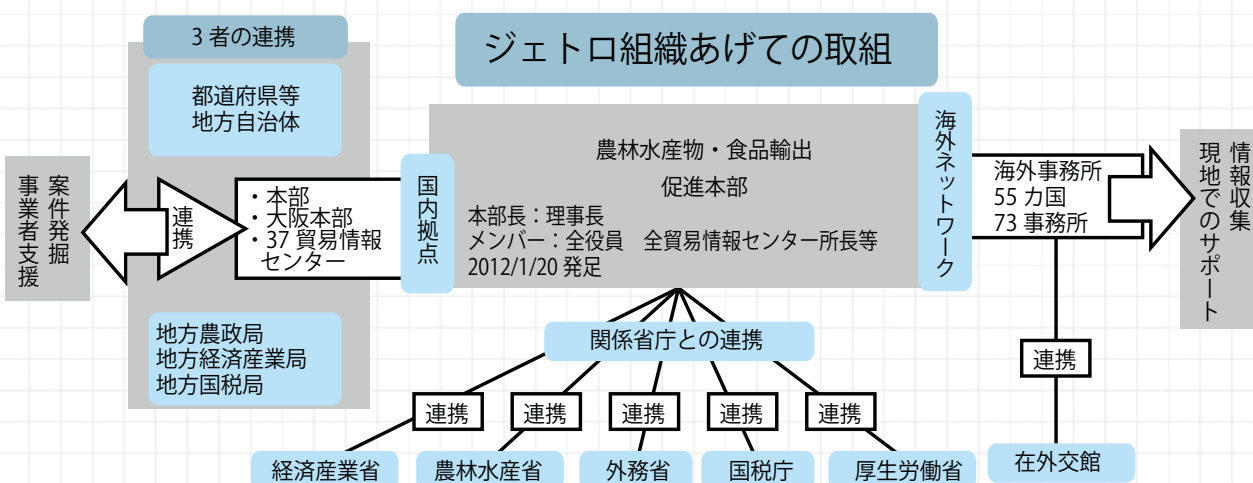 ジェトロ組織あげての取組
3 者の連携
都道府県等
地方自治体
案件発掘
事業者支援
連携
・本部
・大阪本部
・37 貿易情報
センター
国内拠点
地方農政局
地方経済産業局
地方国税局
農林水産物・食品輸出
促進本部
本部長：理事長
メンバー：全役員　全貿易情報センター所長等
2012/1/20 発足
海外ネットワーク
海外事務所
55 カ国
73 事務所
情報収集
現地でのサポート
関係省庁との連携
連携
連携
連携
連携
連携
連携
経済産業省
農林水産省
外務省
国税庁
厚生労働省
在外交館